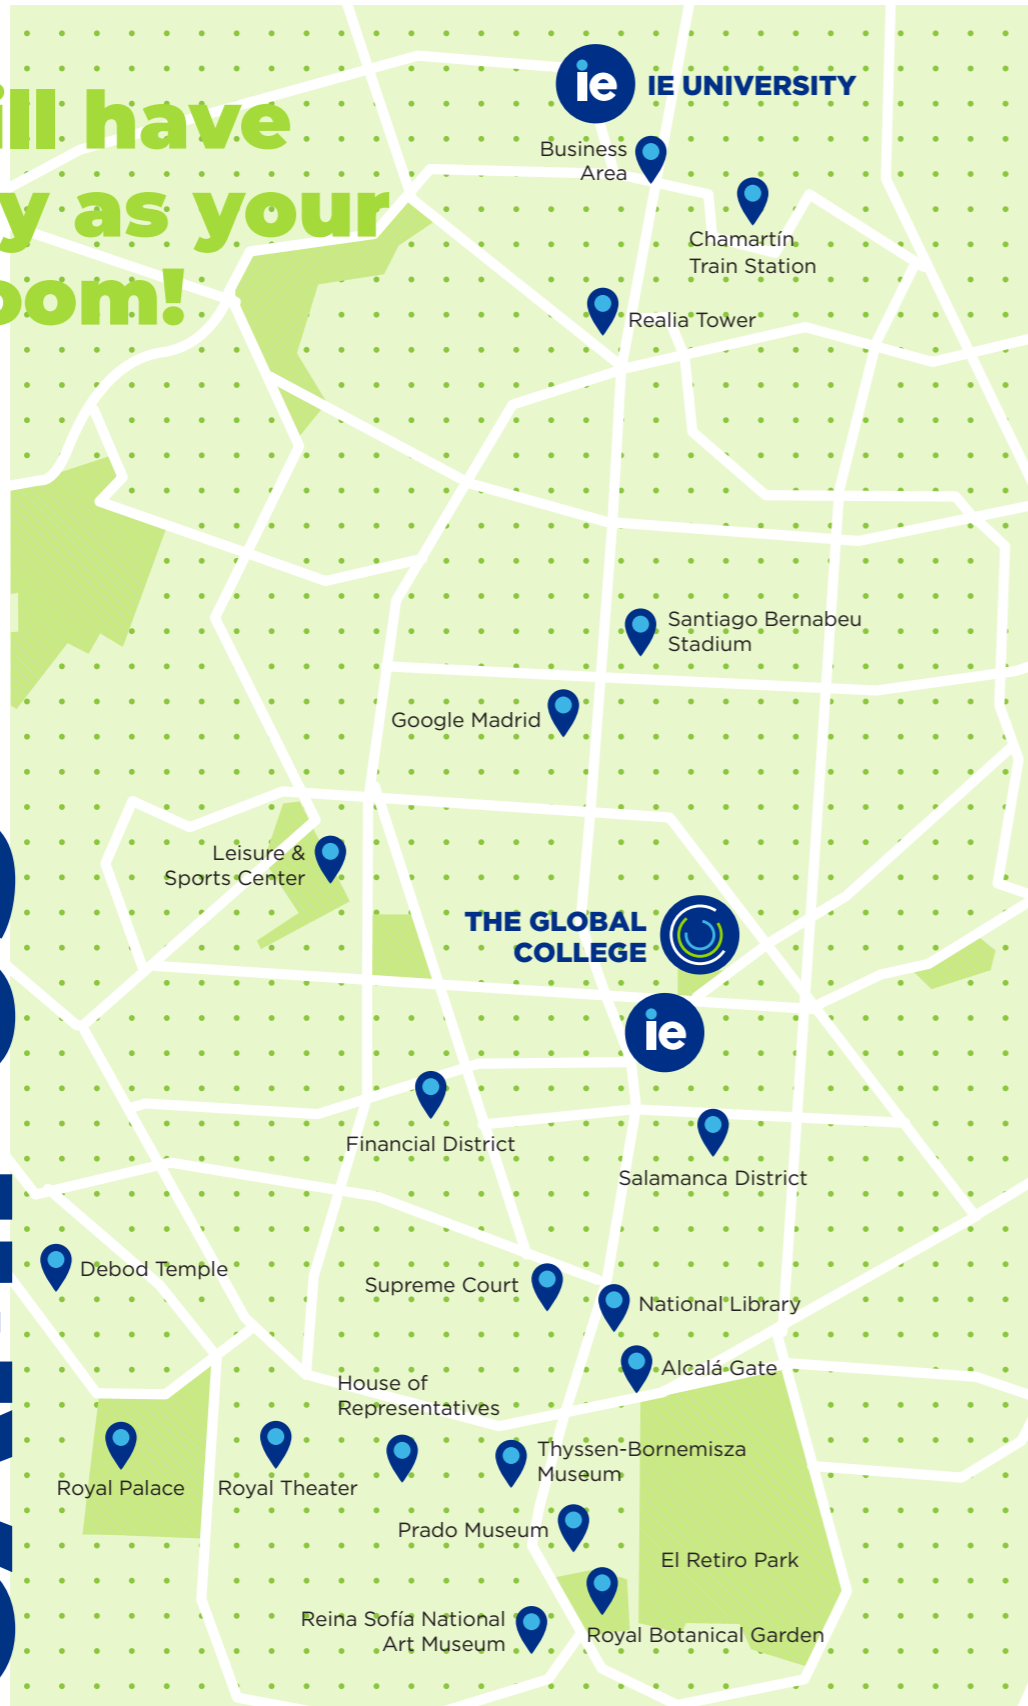 ill have
y as your
oom!
ie IE UNIVERSITY
Business
Area
Chamartín
Train Station
Realia Tower
Santiago Bernabeu
Stadium
Google Madrid
Leisure &
Sports Center
THE GLOBAL
COLLEGE
ie
Financial District
Salamanca District
Debod Temple
Supreme Court
National Library
Alcalá Gate
House of
Representatives
Thyssen-Bornemisza
Museum
Royal Palace
Royal Theater
Prado Museum
El Retiro Park
Reina Sofía National
Art Museum
Royal Botanical Garden